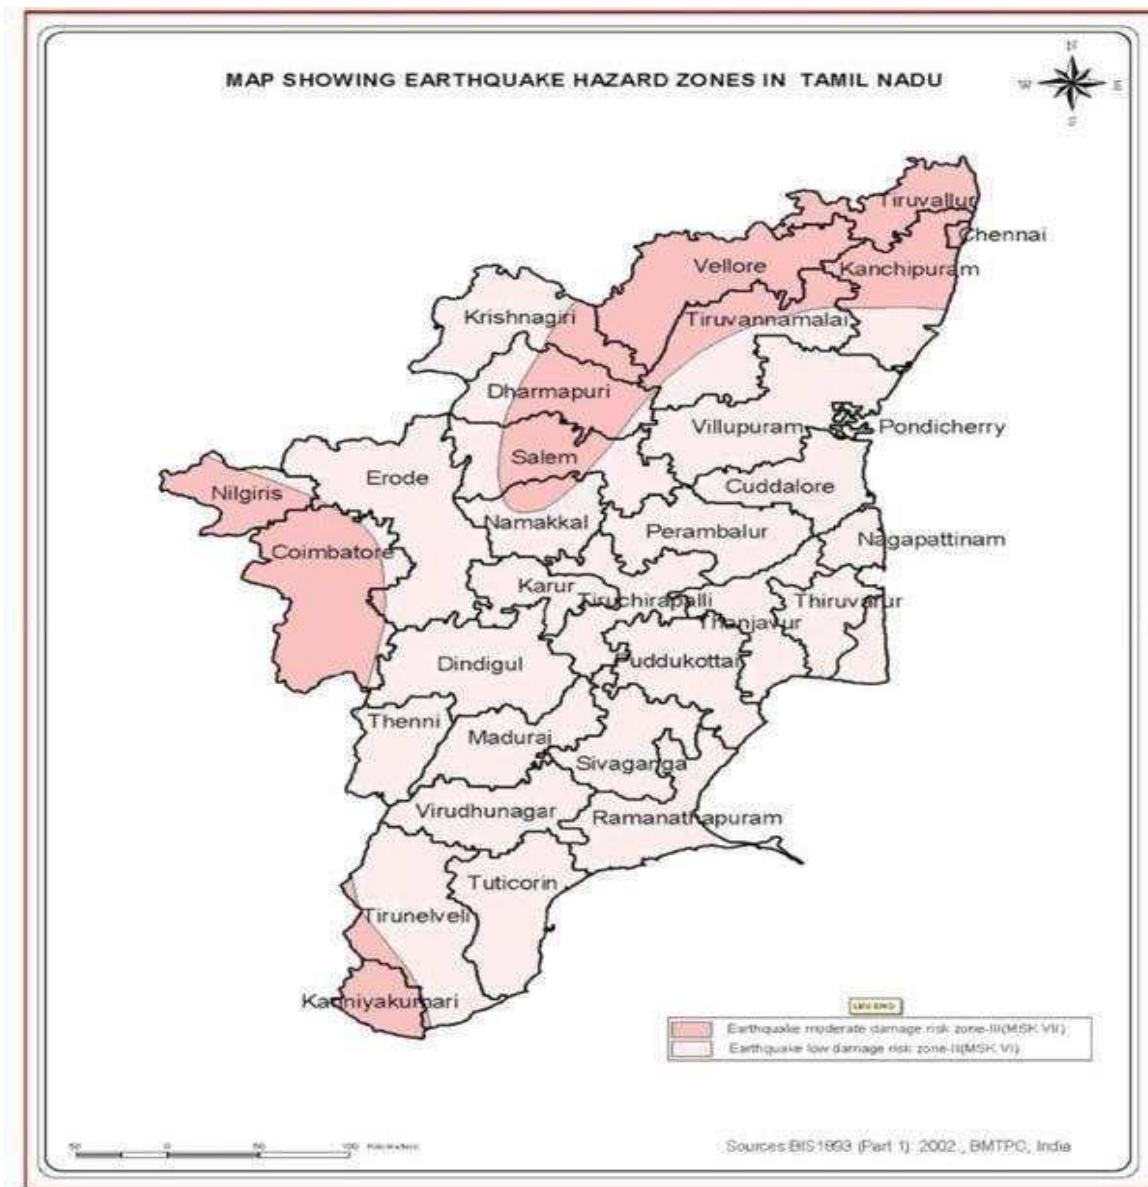 N
W E
S
MAP SHOWING EARTHQUAKE HAZARD ZONES IN TAMIL NADU
Tiruvallur
Chennai
Vellore
Kanchipuram
Krishnagiri
Tiruvannamalai
Dharmapuri
Villupuram
Pondicherry
Salem
Erode
Nilgiris
Cuddalore
Namakkal
Perambalur
Nagapattinam
Coimbatore
Karur
Tiruchirapalli
Thiruvarur
Thanjavur
Dindigul
Puddukottai
Thenni
Madurai
Sivaganga
Virudhunagar
Ramanathapuram
Tuticorin
Tirunelveli
Kanniyakumari
LEGEND
Earthquake moderate damage risk zone-III(MSK VII)
Earthquake low damage risk zone-II(MSK VI)
50 0 50 100 Kilometers
Sources:BIS1893 (Part 1): 2002 , BMTPC, India